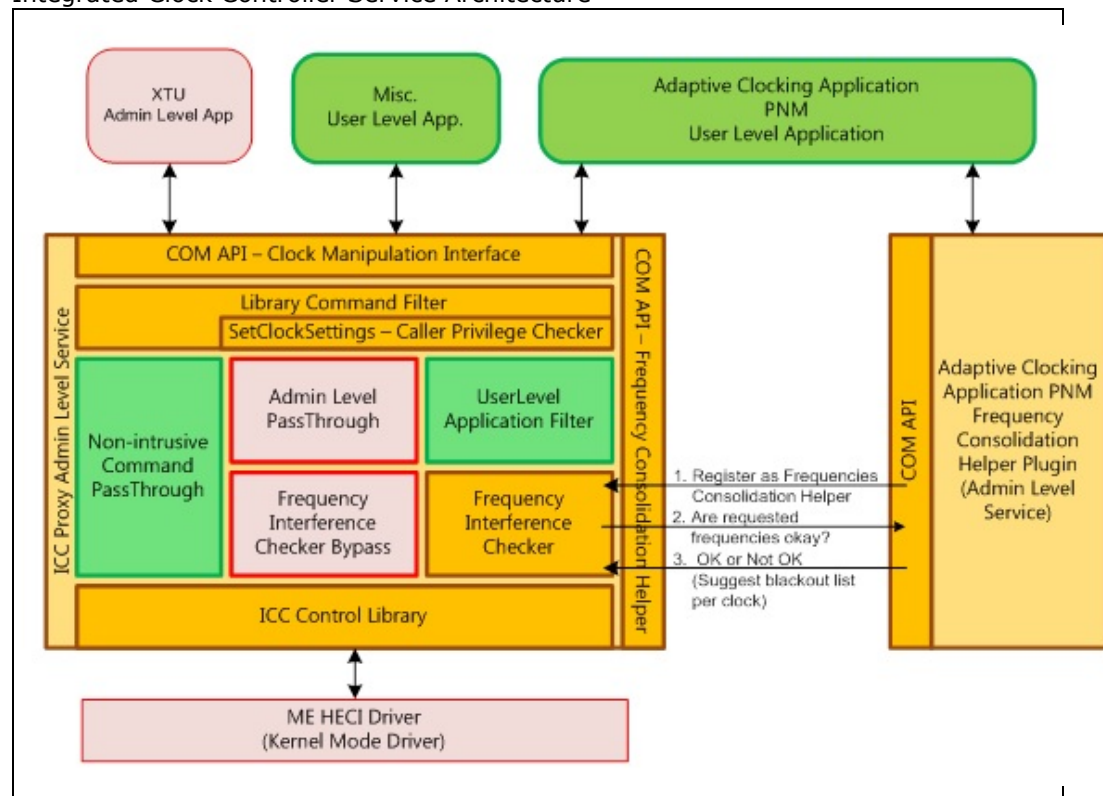 Integrated Clock Controller Service Architecture
XTU
Admin Level App
Misc.
User Level App.
Adaptive Clocking Application
PNM
User Level Application
ICC Proxy Admin Level Service
COM API – Clock Manipulation Interface
Library Command Filter
SetClockSettings – Caller Privilege Checker
Non-intrusive
Command
PassThrough
Admin Level
PassThrough
UserLevel
Application Filter
Frequency
Interference
Checker Bypass
Frequency
Interference
Checker
ICC Control Library
COM API – Frequency Consolidation Helper
1. Register as Frequencies
Consolidation Helper
2. Are requested
frequencies okay?
3. OK or Not OK
(Suggest blackout list
per clock)
COM API
Adaptive Clocking
Application PNM
Frequency
Consolidation
Helper Plugin
(Admin Level
Service)
ME HECI Driver
(Kernel Mode Driver)